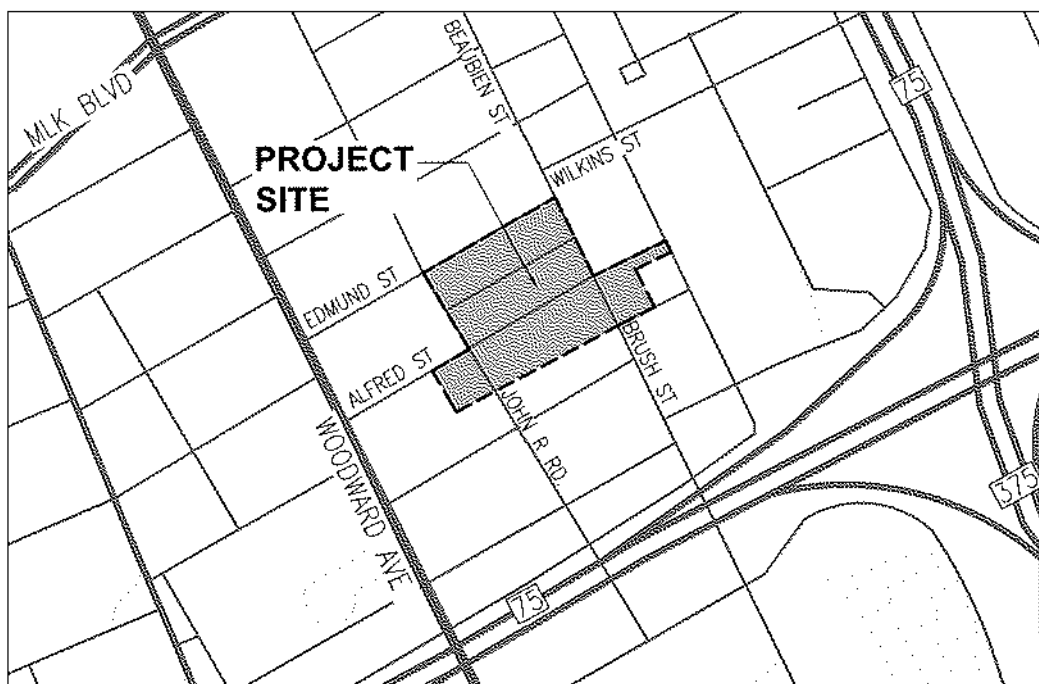 MLK BLVD
BEAUBIEN ST
75
PROJECT
SITE
WILKINS ST
EDMUND ST
ALFRED ST
BRUSH ST
JOHN R RD.
WOODWARD AVE
375
75